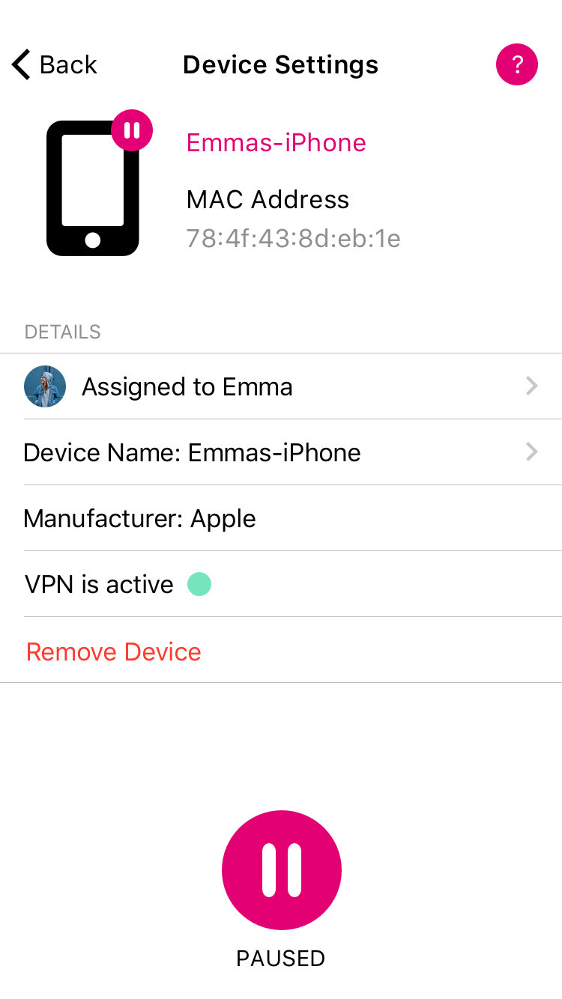 Back
Device Settings
?
Emmas-iPhone
MAC Address
78:4f:43:8d:eb:1e
DETAILS
Assigned to Emma
Device Name: Emmas-iPhone
Manufacturer: Apple
VPN is active
Remove Device
PAUSED